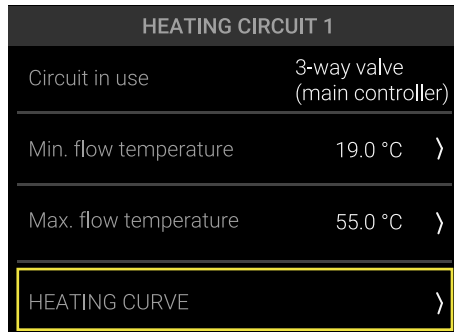 HEATING CIRCUIT 1
Circuit in use
3-way valve
(main controller)
Min. flow temperature 19.0 °C 〉
Max. flow temperature 55.0 °C 〉
HEATING CURVE 〉